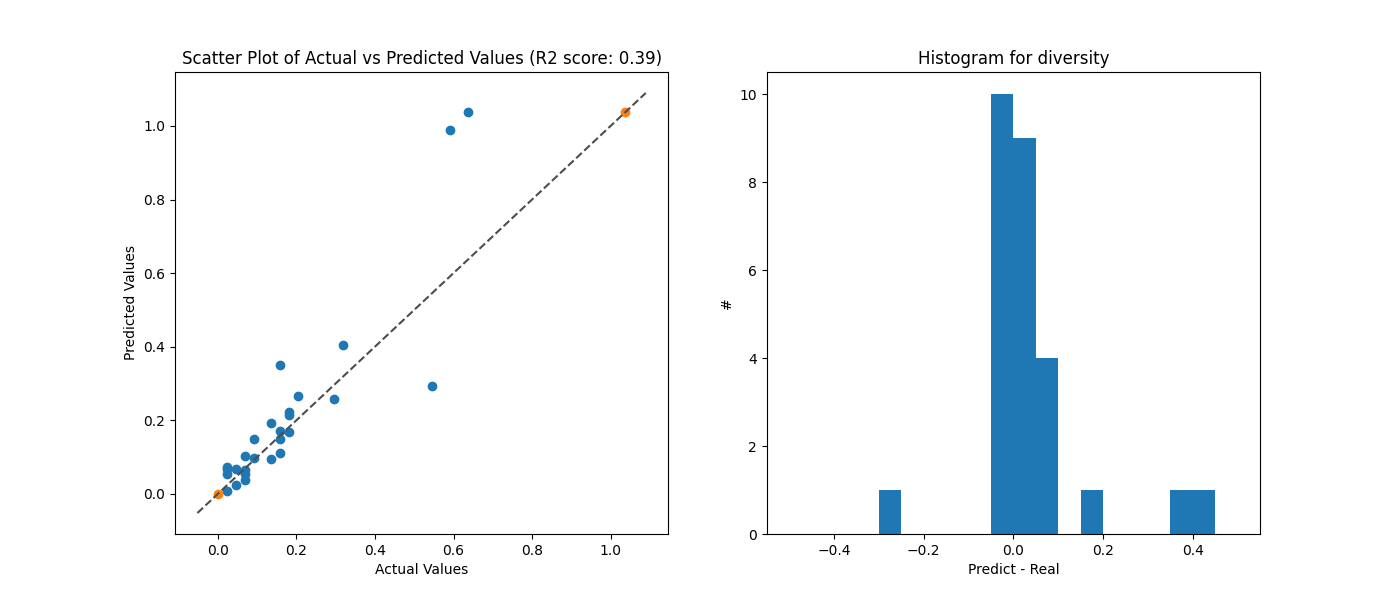 Scatter Plot of Actual vs Predicted Values (R2 score: 0.39)
1.0
0.8
0.6
0.4
0.2
0.0
Predicted Values
0.0 0.2 0.4 0.6 0.8 1.0
Actual Values
Histogram for diversity
10
8
6
4
2
0
#
−0.4 −0.2 0.0 0.2 0.4
Predict - Real